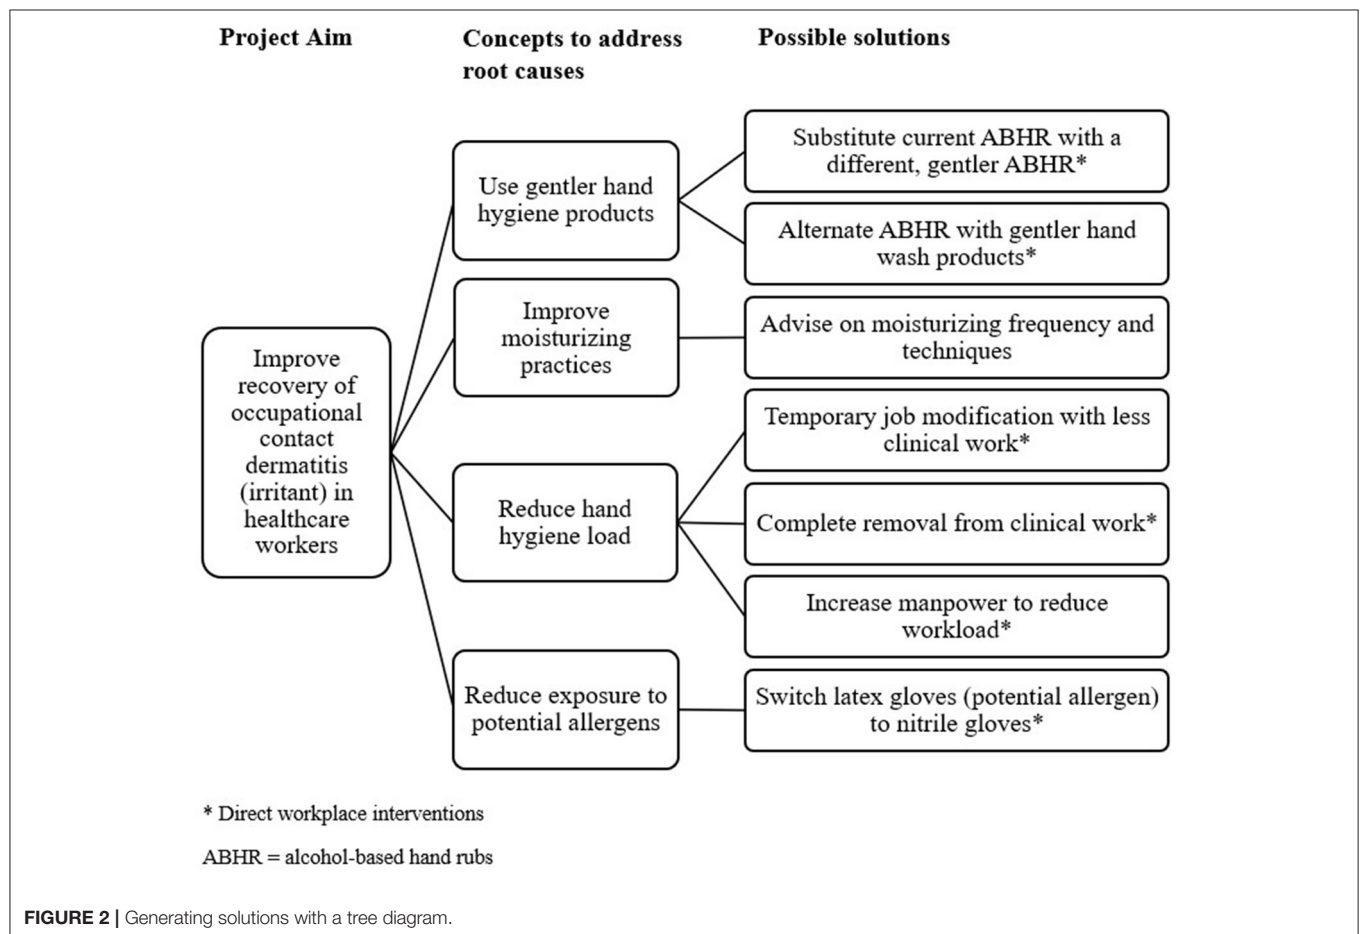 Project Aim
Concepts to address
root causes
Possible solutions
Improve
recovery of
occupational
contact
dermatitis
(irritant) in
healthcare
workers
Use gentler hand
hygiene products
Improve
moisturizing
practices
Reduce hand
hygiene load
Reduce exposure to
potential allergens
Substitute current ABHR with a
different, gentler ABHR*
Alternate ABHR with gentler hand
wash products*
Advise on moisturizing frequency and
techniques
Temporary job modification with less
clinical work*
Complete removal from clinical work*
Increase manpower to reduce
workload*
Switch latex gloves (potential allergen)
to nitrile gloves*
* Direct workplace interventions
ABHR = alcohol-based hand rubs
FIGURE 2 | Generating solutions with a tree diagram.